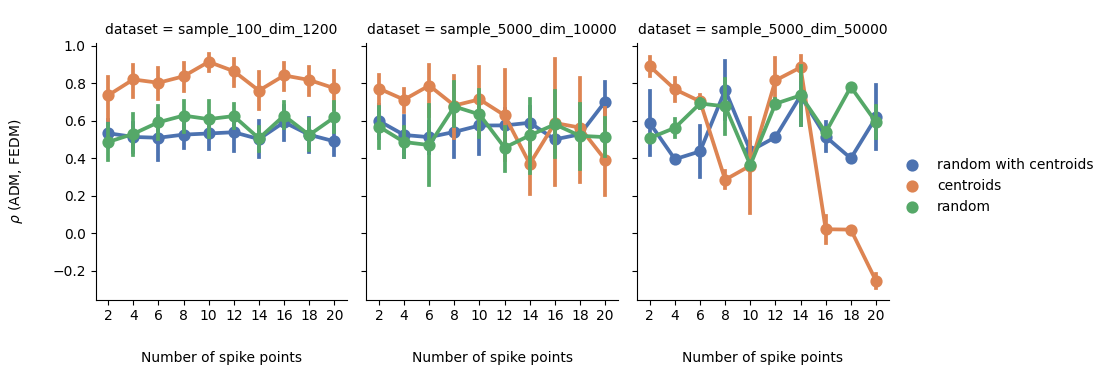 dataset = sample_100_dim_1200
dataset = sample_5000_dim_10000
dataset = sample_5000_dim_50000
ρ (ADM, FEDM)
1.0
0.8
0.6
0.4
0.2
0.0
−0.2
2 4 6 8 10 12 14 16 18 20
2 4 6 8 10 12 14 16 18 20
2 4 6 8 10 12 14 16 18 20
Number of spike points
Number of spike points
Number of spike points
random with centroids
centroids
random